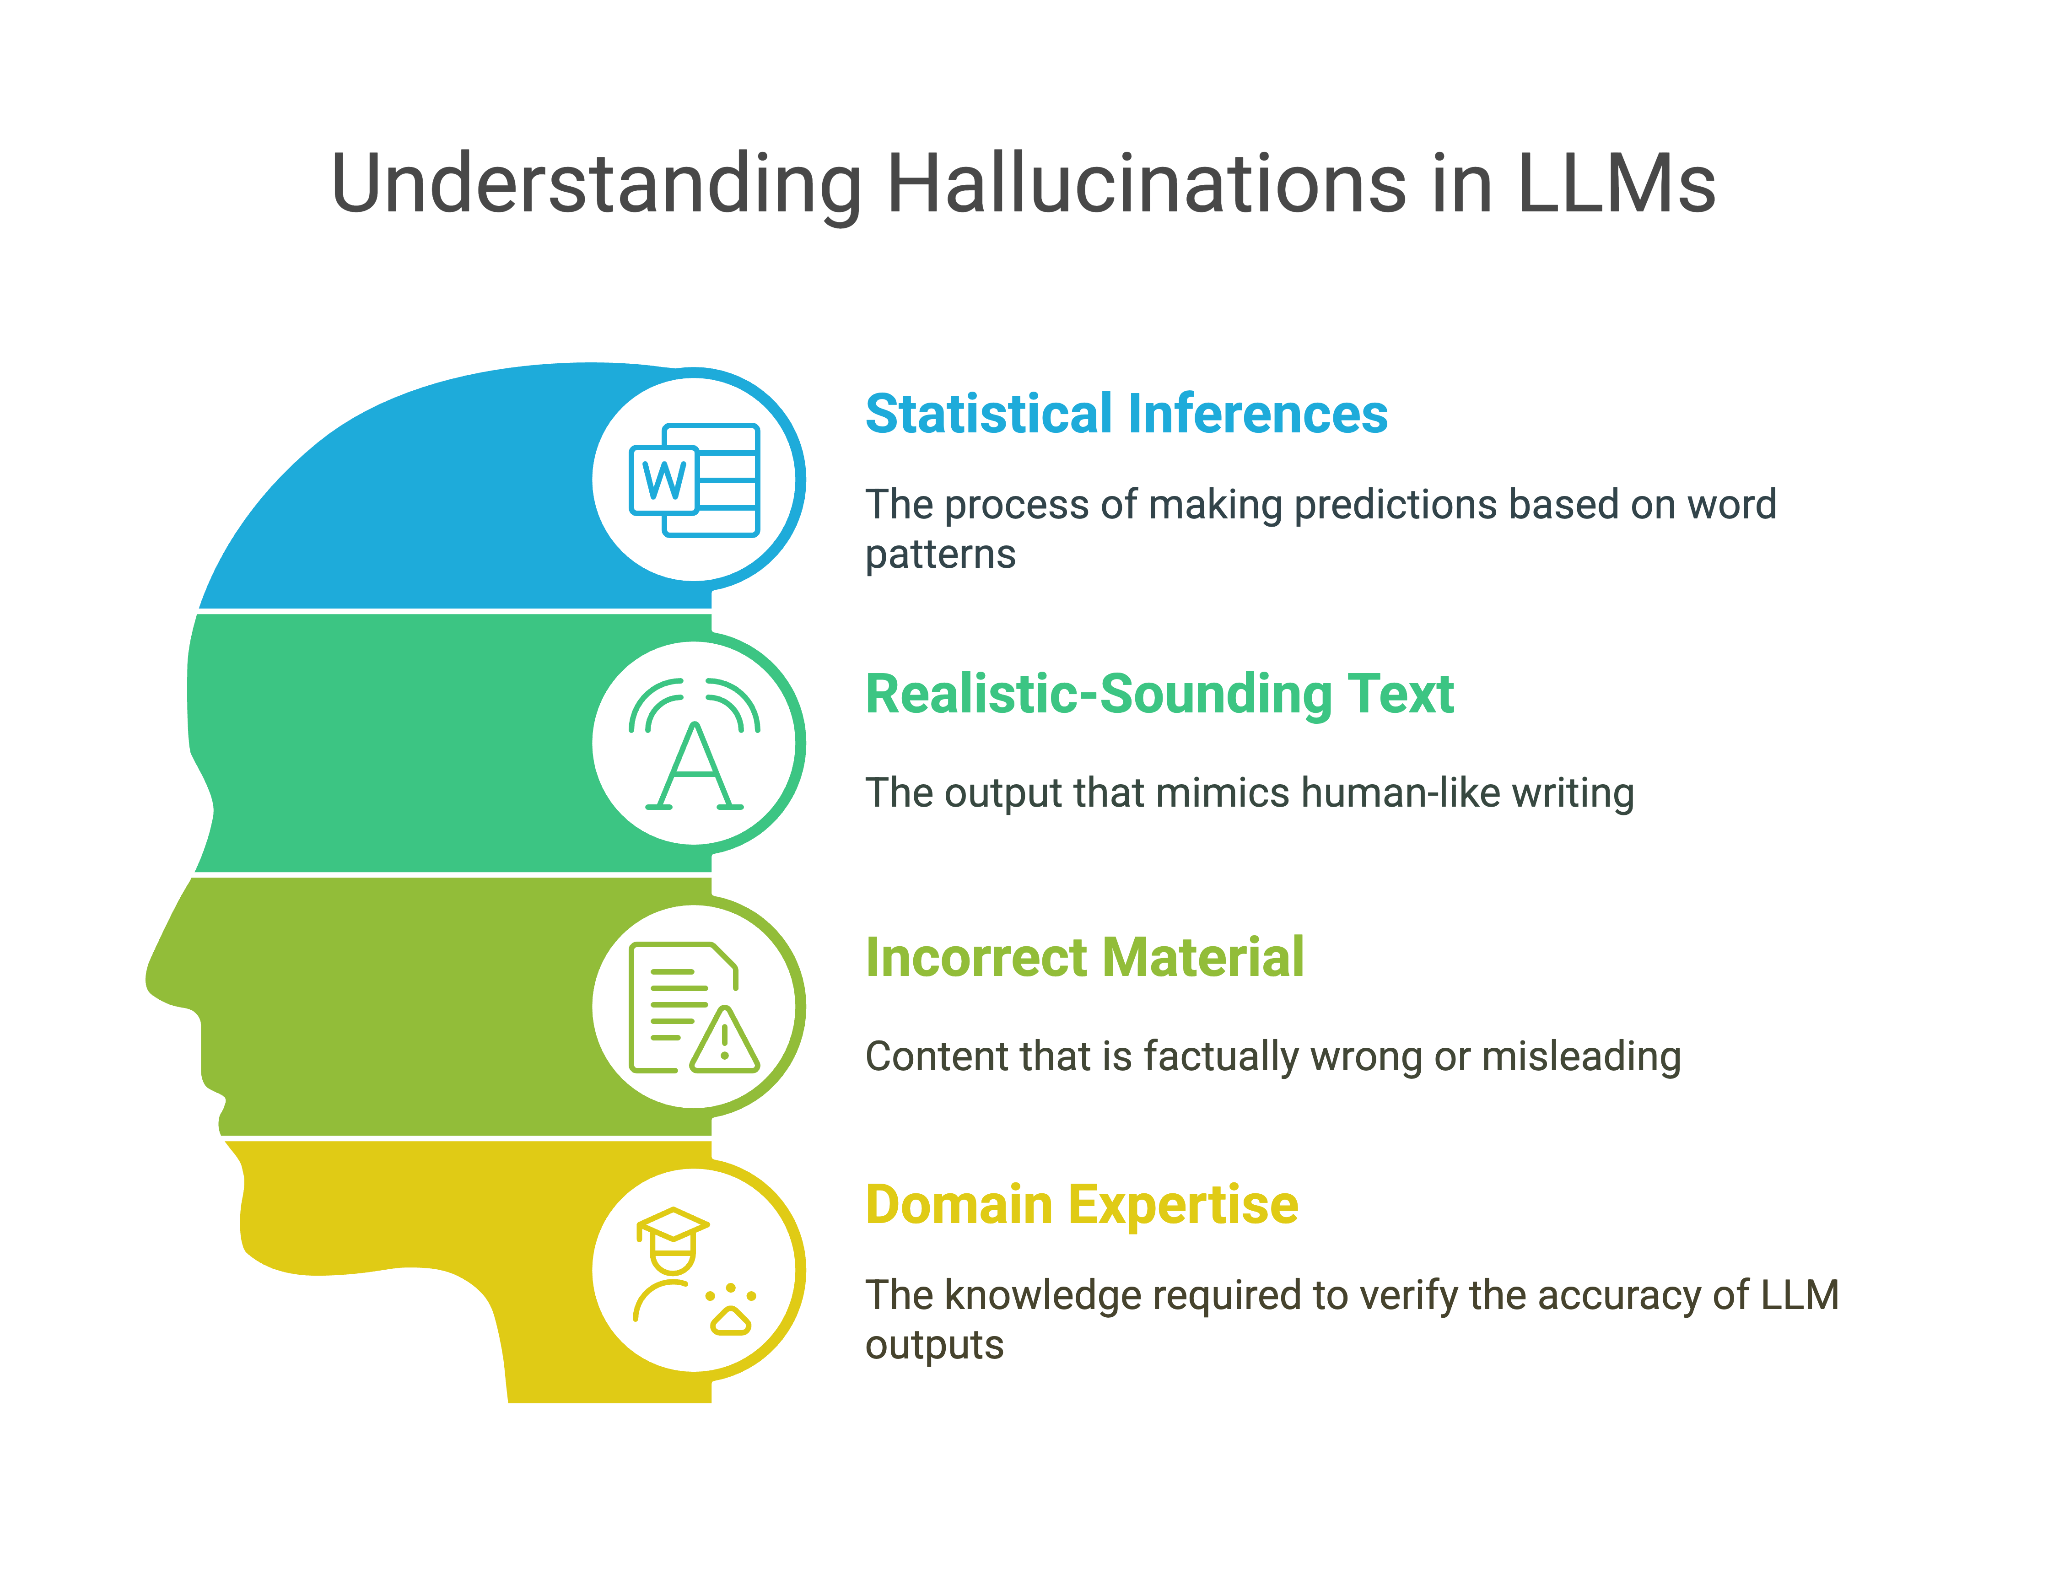 Understanding Hallucinations in LLMs
W
Statistical Inferences
The process of making predictions based on word
patterns
A
Realistic-Sounding Text
The output that mimics human-like writing
Incorrect Material
Content that is factually wrong or misleading
Domain Expertise
The knowledge required to verify the accuracy of LLM
outputs